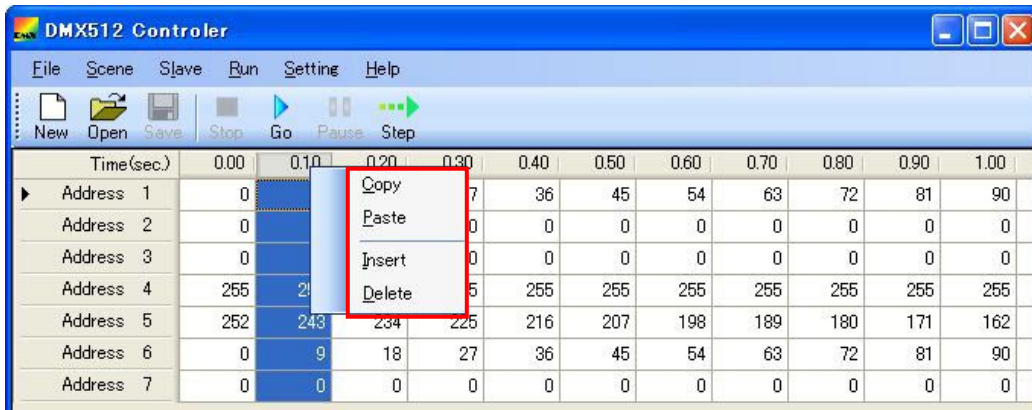 DMX512 Controler
File Scene Slave Run Setting Help
New Open Save Stop Go Pause Step
Time(sec.) 0.00 0.10 0.20 0.30 0.40 0.50 0.60 0.70 0.80 0.90 1.00
Address 1 0 7 36 45 54 63 72 81 90
Address 2 0 0 0 0 0 0 0 0 0
Address 3 0 0 0 0 0 0 0 0 0
Address 4 255 2 5 255 255 255 255 255 255 255
Address 5 252 243 234 225 216 207 198 189 180 171 162
Address 6 0 9 18 27 36 45 54 63 72 81 90
Address 7 0 0 0 0 0 0 0 0 0 0 0
Copy
Paste
Insert
Delete